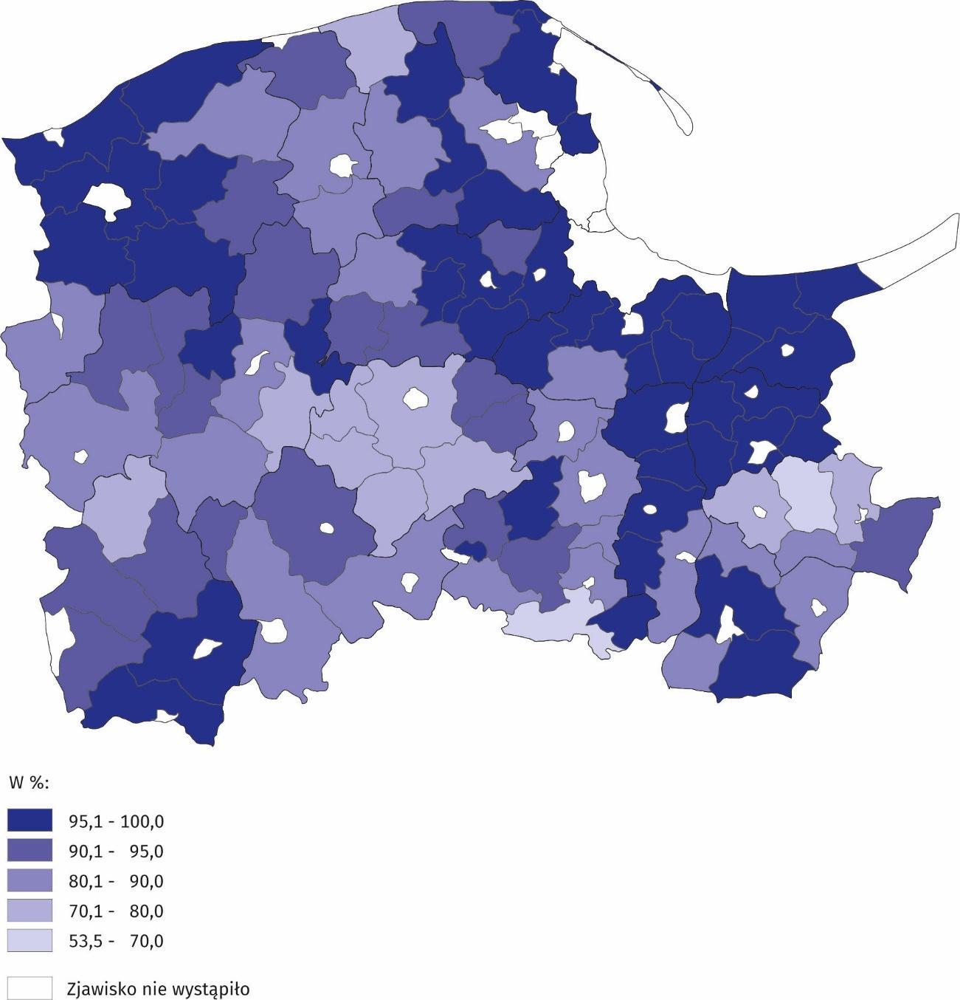 W %:
95,1 - 100,0
90,1 - 95,0
80,1 - 90,0
70,1 - 80,0
53,5 - 70,0
Zjawisko nie wystąpiło